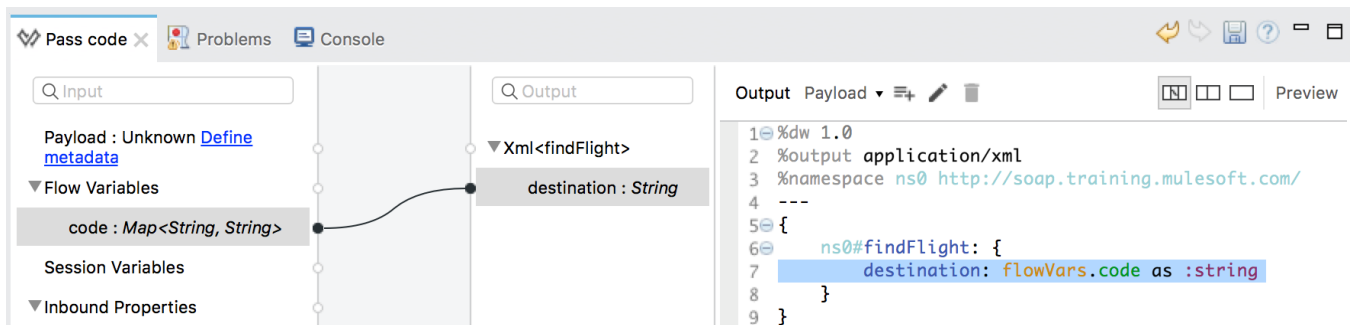 Pass code Problems Console
Input
Payload : Unknown Define
metadata
Flow Variables
code : Map<String, String>
Session Variables
Inbound Properties
Output
Xml<findFlight>
destination : String
Output Payload Preview
1 %dw 1.0
2 %output application/xml
3 %namespace ns0 http://soap.training.mulesoft.com/
4 ---
5 {
6 ns0#findFlight: {
7 destination: flowVars.code as :string
8 }
9 }